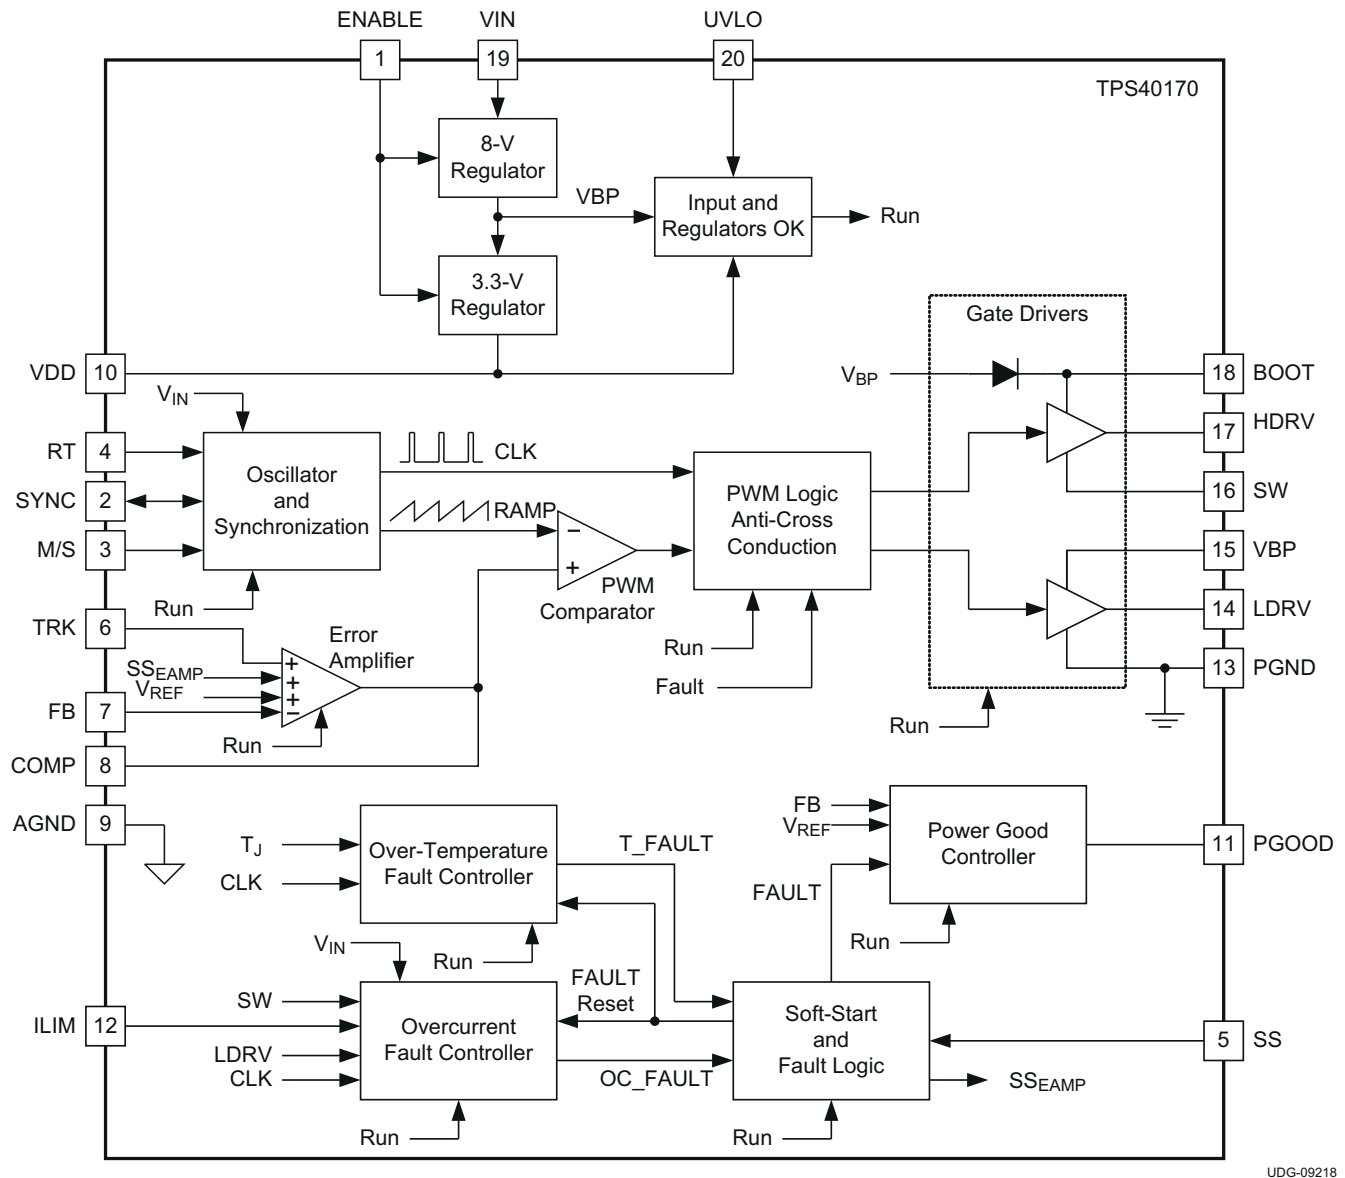 ENABLE VIN UVLO
1 19 20
TPS40170
8-V
Regulator
VBP
Input and
Regulators OK
Run
3.3-V
Regulator
Gate Drivers
VDD 10
VIN
VBP
18 BOOT
RT 4
17 HDRV
CLK
Oscillator
and
Synchronization
SYNC 2
RAMP
PWM Logic
Anti-Cross
Conduction
16 SW
M/S 3
−
+
PWM
Comparator
15 VBP
Run
14 LDRV
TRK 6
Error
Amplifier
Run
13 PGND
SSEAMP
VREF
+
+
+
−
Fault
FB 7
Run
Run
COMP 8
AGND 9
TJ
CLK
Over-Temperature
Fault Controller
T_FAULT
FB
VREF
Power Good
Controller
11 PGOOD
FAULT
Run
VIN
Run
FAULT
Reset
SW
ILIM 12
LDRV
CLK
Overcurrent
Fault Controller
OC_FAULT
Soft-Start
and
Fault Logic
5 SS
SSEAMP
Run
Run
UDG-09218